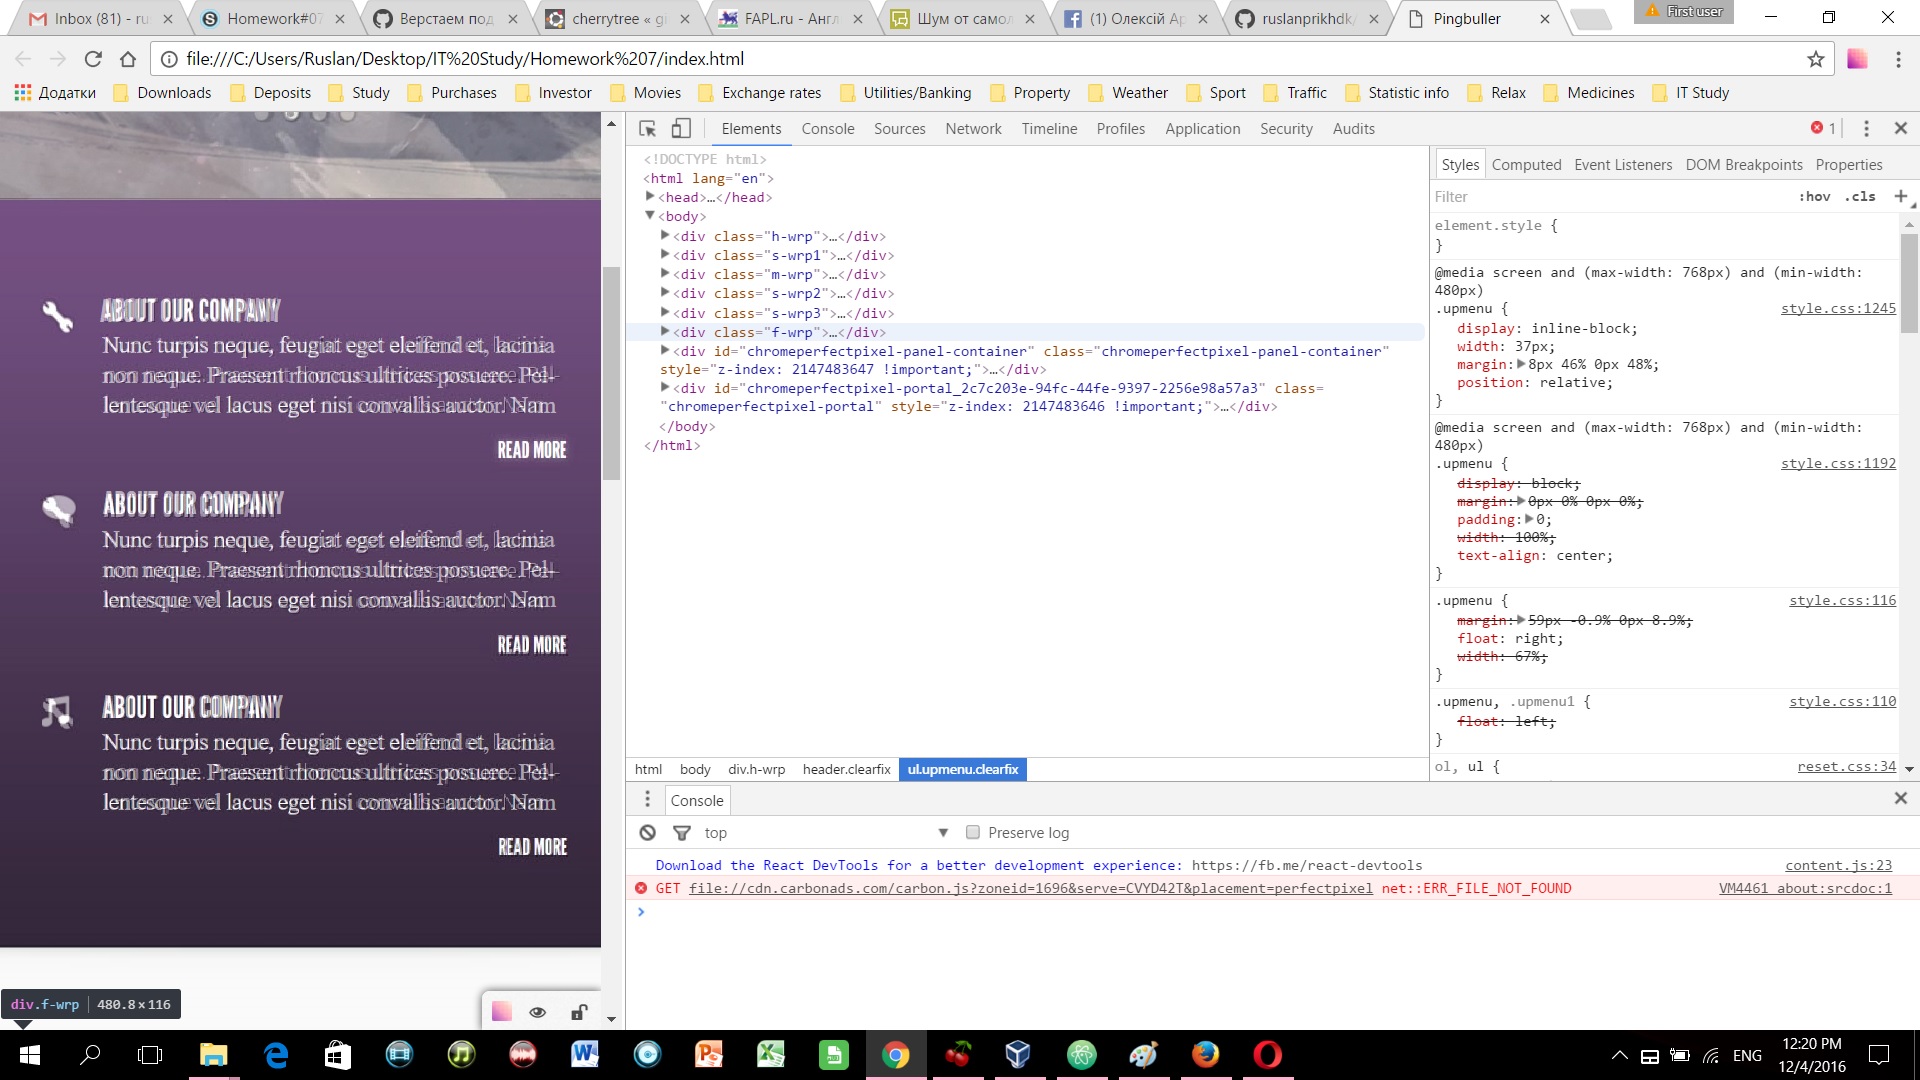 Inbox (81) - ru
Homework#07
Верстаем под
cherrytree « gi
FAPL.ru - Англ
Шум от самол
(1) Олексій Ар
ruslanprikhdk/
Pingbuller
First user
file:///C:/Users/Ruslan/Desktop/IT%20Study/Homework%207/index.html
Додатки
Downloads
Deposits
Study
Purchases
Investor
Movies
Exchange rates
Utilities/Banking
Property
Weather
Sport
Traffic
Statistic info
Relax
Medicines
IT Study
ABOUT OUR COMPANY
Nunc turpis neque, feugiat eget eleifend et, lacinia
non neque. Praesent rhoncus ultrices posuere. Pel-
lentesque vel lacus eget nisi convallis auctor. Nam
READ MORE
ABOUT OUR COMPANY
Nunc turpis neque, feugiat eget eleifend et, lacinia
non neque. Praesent rhoncus ultrices posuere. Pel-
lentesque vel lacus eget nisi convallis auctor. Nam
READ MORE
ABOUT OUR COMPANY
Nunc turpis neque, feugiat eget eleifend et, lacinia
non neque. Praesent rhoncus ultrices posuere. Pel-
lentesque vel lacus eget nisi convallis auctor. Nam
READ MORE
div.f-wrp | 480.8×116
Elements Console Sources Network Timeline Profiles Application Security Audits
1
<!DOCTYPE html>
<html lang="en">
<head>…</head>
<body>
<div class="h-wrp">…</div>
<div class="s-wrp1">…</div>
<div class="m-wrp">…</div>
<div class="s-wrp2">…</div>
<div class="s-wrp3">…</div>
<div class="f-wrp">…</div>
<div id="chromeperfectpixel-panel-container" class="chromeperfectpixel-panel-container"
style="z-index: 2147483647 !important;">…</div>
<div id="chromeperfectpixel-portal_2c7c203e-94fc-44fe-9397-2256e98a57a3" class=
"chromeperfectpixel-portal" style="z-index: 2147483646 !important;">…</div>
</body>
</html>
html body div.h-wrp header.clearfix ul.upmenu.clearfix
Styles Computed Event Listeners DOM Breakpoints Properties
Filter
:hov .cls +
element.style {
}
@media screen and (max-width: 768px) and (min-width:
480px)
.upmenu { style.css:1245
display: inline-block;
width: 37px;
margin: 8px 46% 0px 48%;
position: relative;
}
@media screen and (max-width: 768px) and (min-width:
480px)
.upmenu { style.css:1192
display: block;
margin: 0px 0% 0px 0%;
padding: 0;
width: 100%;
text-align: center;
}
.upmenu { style.css:116
margin: 59px -0.9% 0px 8.9%;
float: right;
width: 67%;
}
.upmenu, .upmenu1 { style.css:110
float: left;
}
ol, ul { reset.css:34
Console
top
Preserve log
Download the React DevTools for a better development experience: https://fb.me/react-devtools content.js:23
GET file://cdn.carbonads.com/carbon.js?zoneid=1696&serve=CVYD42T&placement=perfectpixel net::ERR_FILE_NOT_FOUND VM4461 about:srcdoc:1
ENG
12:20 PM
12/4/2016